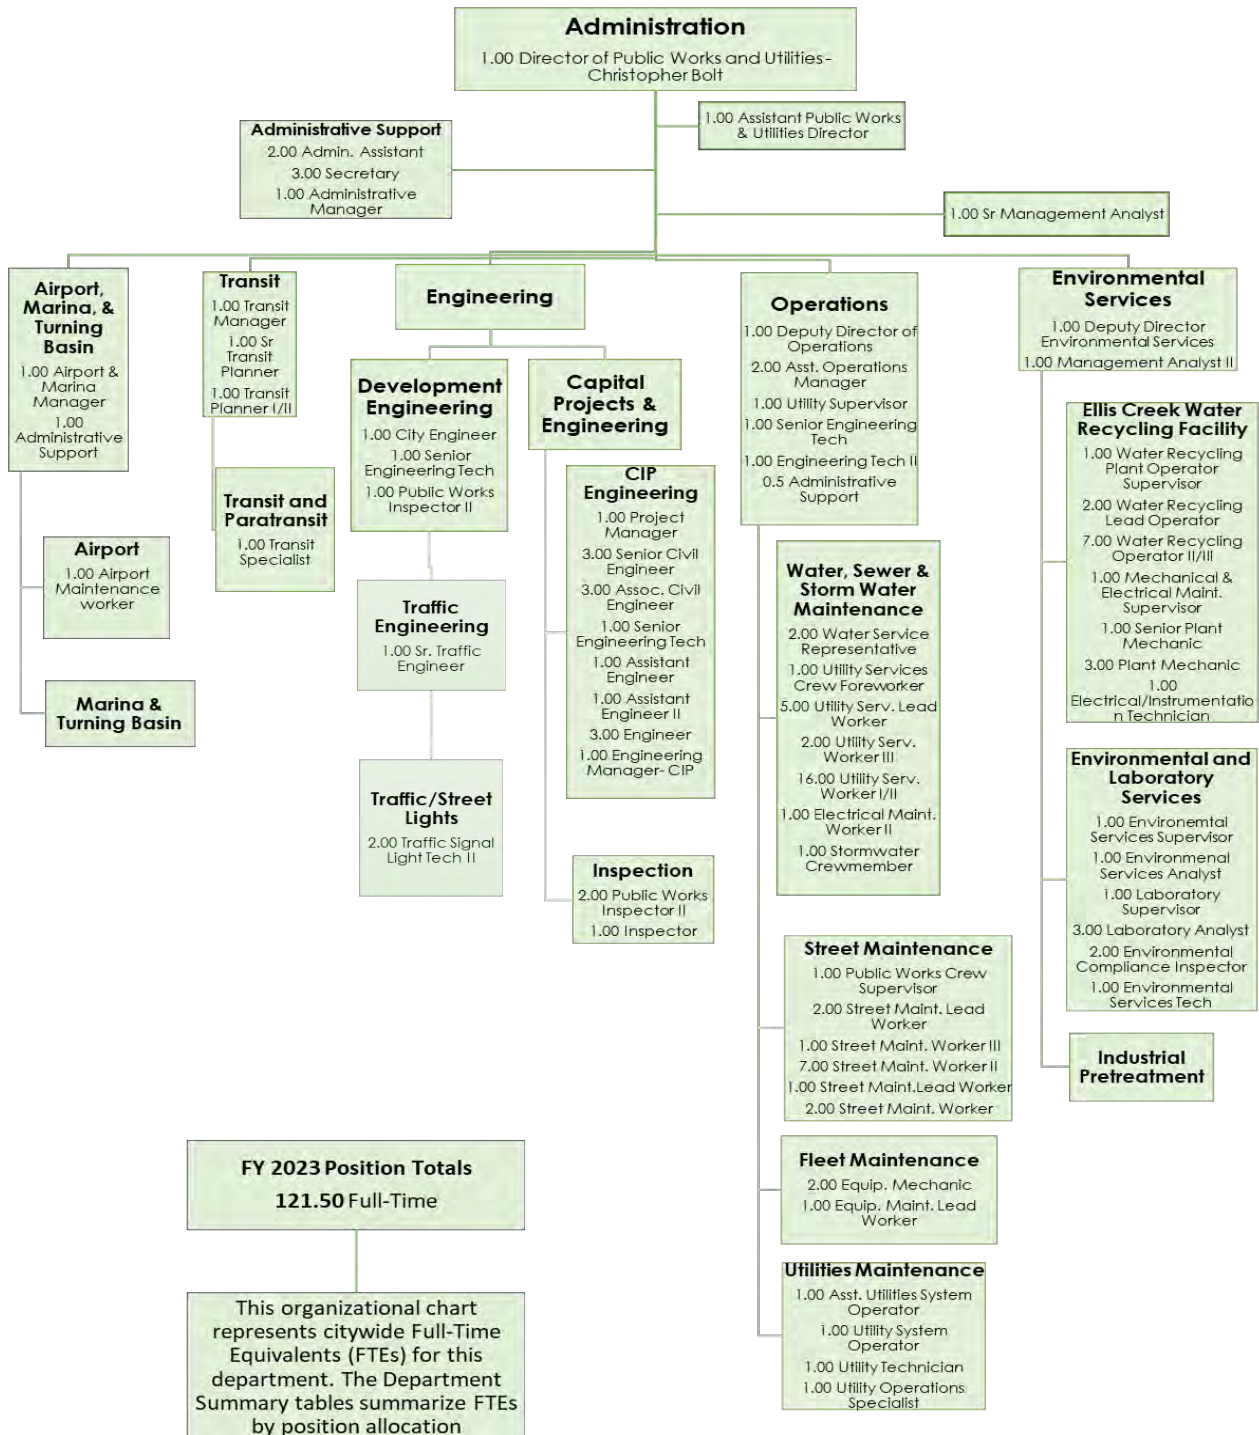 Administration
1.00 Director of Public Works and Utilities-
Christopher Bolt
1.00 Assistant Public Works
& Utilities Director
Administrative Support
2.00 Admin. Assistant
3.00 Secretary
1.00 Administrative
Manager
1.00 Sr Management Analyst
Airport,
Marina, &
Turning
Basin
1.00 Airport &
Marina
Manager
1.00
Administrative
Support
Airport
1.00 Airport
Maintenance
worker
Marina &
Turning Basin
Transit
1.00 Transit
Manager
1.00 Sr
Transit
Planner
1.00 Transit
Planner I/II
Transit and
Paratransit
1.00 Transit
Specialist
Engineering
Development
Engineering
1.00 City Engineer
1.00 Senior
Engineering Tech
1.00 Public Works
Inspector II
Traffic
Engineering
1.00 Sr. Traffic
Engineer
Traffic/Street
Lights
2.00 Traffic Signal
Light Tech II
Capital
Projects &
Engineering
CIP
Engineering
1.00 Project
Manager
3.00 Senior Civil
Engineer
3.00 Assoc. Civil
Engineer
1.00 Senior
Engineering Tech
1.00 Assistant
Engineer
1.00 Assistant
Engineer II
3.00 Engineer
1.00 Engineering
Manager- CIP
Inspection
2.00 Public Works
Inspector II
1.00 Inspector
Operations
1.00 Deputy Director of
Operations
2.00 Asst. Operations
Manager
1.00 Utility Supervisor
1.00 Senior Engineering
Tech
1.00 Engineering Tech II
0.5 Administrative
Support
Water, Sewer &
Storm Water
Maintenance
2.00 Water Service
Representative
1.00 Utility Services
Crew Foreworker
5.00 Utility Serv. Lead
Worker
2.00 Utility Serv.
Worker III
16.00 Utility Serv.
Worker I/II
1.00 Electrical Maint.
Worker II
1.00 Stormwater
Crewmember
Street Maintenance
1.00 Public Works Crew
Supervisor
2.00 Street Maint. Lead
Worker
1.00 Street Maint. Worker III
7.00 Street Maint. Worker II
1.00 Street Maint.Lead Worker
2.00 Street Maint. Worker
Fleet Maintenance
2.00 Equip. Mechanic
1.00 Equip. Maint. Lead
Worker
Utilities Maintenance
1.00 Asst. Utilities System
Operator
1.00 Utility System
Operator
1.00 Utility Technician
1.00 Utility Operations
Specialist
Environmental
Services
1.00 Deputy Director
Environmental Services
1.00 Management Analyst II
Ellis Creek Water
Recycling Facility
1.00 Water Recycling
Plant Operator
Supervisor
2.00 Water Recycling
Lead Operator
7.00 Water Recycling
Operator II/III
1.00 Mechanical &
Electrical Maint.
Supervisor
1.00 Senior Plant
Mechanic
3.00 Plant Mechanic
1.00
Electrical/Instrumentatio
n Technician
Environmental and
Laboratory
Services
1.00 Environemtal
Services Supervisor
1.00 Environmenal
Services Analyst
1.00 Laboratory
Supervisor
3.00 Laboratory Analyst
2.00 Environmental
Compliance Inspector
1.00 Environmental
Services Tech
Industrial
Pretreatment
FY 2023 Position Totals
121.50 Full-Time
This organizational chart
represents citywide Full-Time
Equivalents (FTEs) for this
department. The Department
Summary tables summarize FTEs
by position allocation